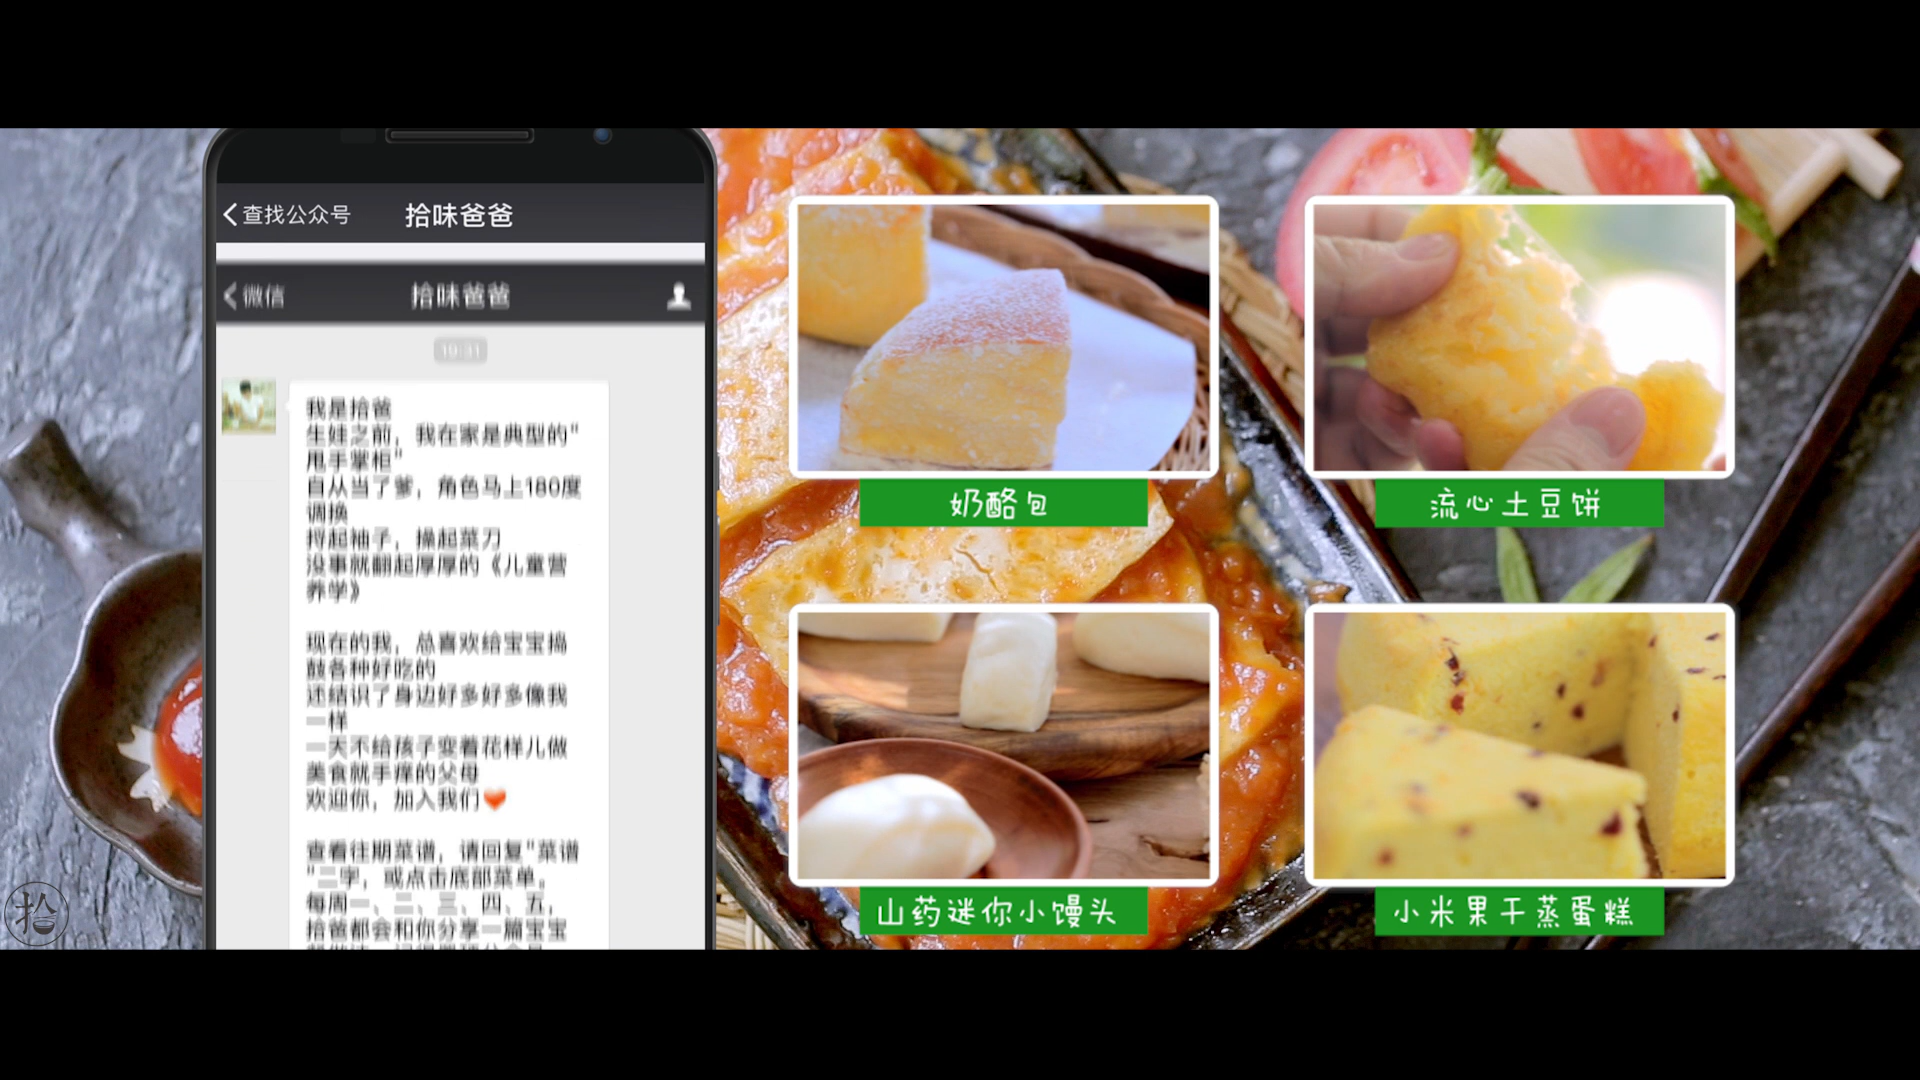 查找公众号
拾味爸爸
微信
拾味爸爸
19:31
我是拾爸
生娃之前，我在家是典型的"
甩手掌柜"
自从当了爹，角色马上180度
调换
捋起袖子，操起菜刀
没事就翻起厚厚的《儿童营
养学》
现在的我，总喜欢给宝宝捣
鼓各种好吃的
还结识了身边好多好多像我
一样
一天不给孩子变着花样儿做
美食就手痒的父母
欢迎你，加入我们❤
查看往期菜谱，请回复"菜谱
"二字，或点击底部菜单。
每周一、二、三、四、五，
拾爸都会和你分享一篇宝宝
奶酪包
流心土豆饼
山药迷你小馒头
小米果干蒸蛋糕
拾